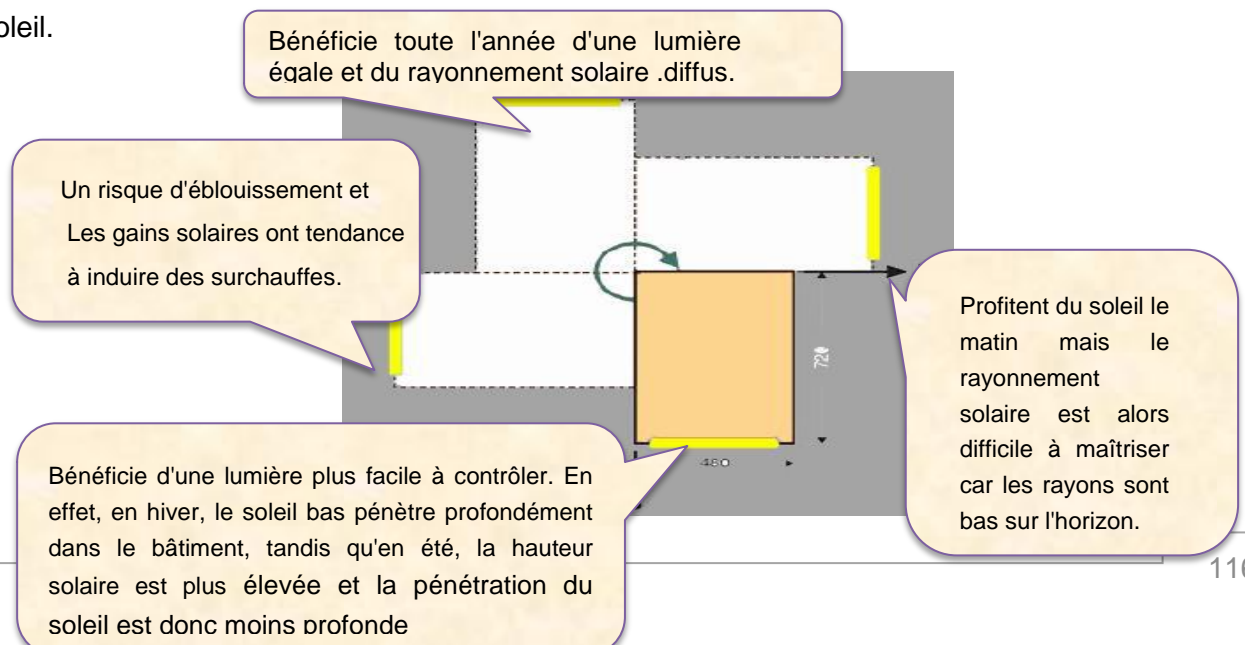 oleil.
Bénéficie toute l'année d'une lumière
égale et du rayonnement solaire .diffus.
Un risque d'éblouissement et
Les gains solaires ont tendance
à induire des surchauffes.
Profitent du soleil le
matin mais le
rayonnement
solaire est alors
difficile à maîtriser
car les rayons sont
bas sur l'horizon.
720
480
Bénéficie d'une lumière plus facile à contrôler. En
effet, en hiver, le soleil bas pénètre profondément
dans le bâtiment, tandis qu'en été, la hauteur
solaire est plus élevée et la pénétration du
soleil est donc moins profonde
116